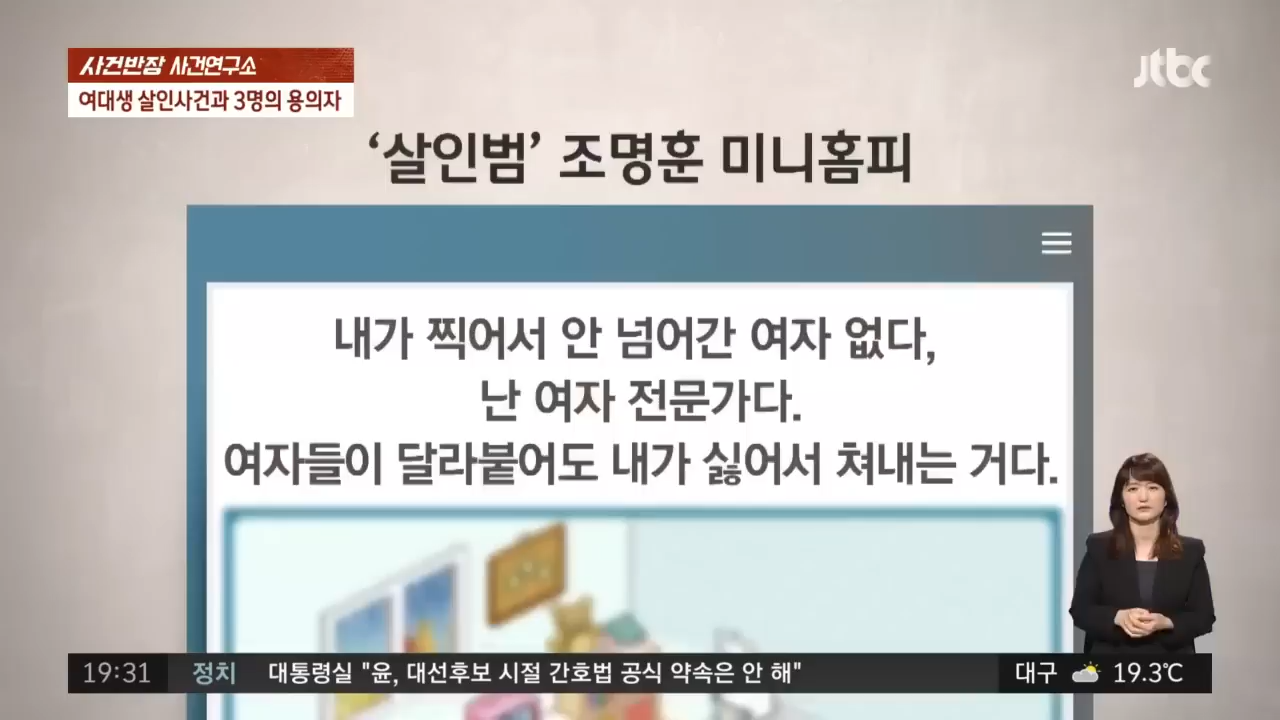 사건반장 사건연구소
jtbc
여대생 살인사건과 3명의 용의자
‘살인범’ 조명훈 미니홈피
내가 찍어서 안 넘어간 여자 없다,
난 여자 전문가다.
여자들이 달라붙어도 내가 싫어서 쳐내는 거다.
19:31 정치 대통령실 "윤, 대선후보 시절 간호법 공식 약속은 안 해" 대구 19.3℃